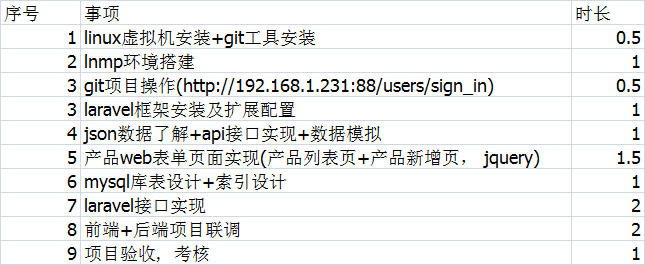 序号 事项 时长
1 linux虚拟机安装+git工具安装 0.5
2 lnmp环境搭建 1
3 git项目操作(http://192.168.1.231:88/users/sign_in) 0.5
3 laravel框架安装及扩展配置 1
4 json数据了解+api接口实现+数据模拟 1
5 产品web表单页面实现(产品列表页+产品新增页， jquery) 1.5
6 mysql库表设计+索引设计 1
7 laravel接口实现 2
8 前端+后端项目联调 2
9 项目验收, 考核 1